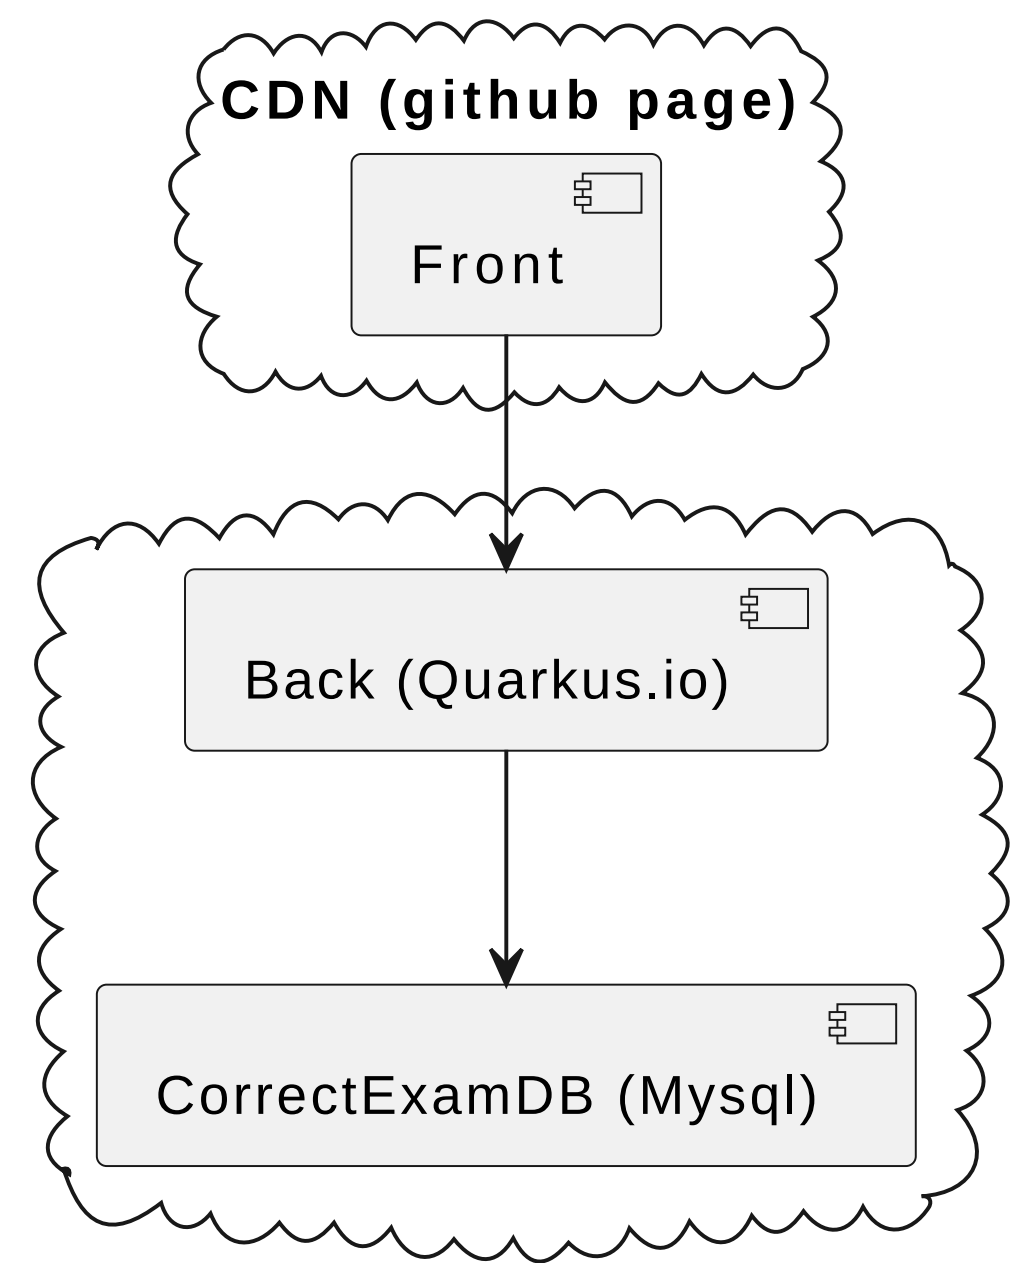 CDN (github page)
Front
Back (Quarkus.io)
CorrectExamDB (Mysql)